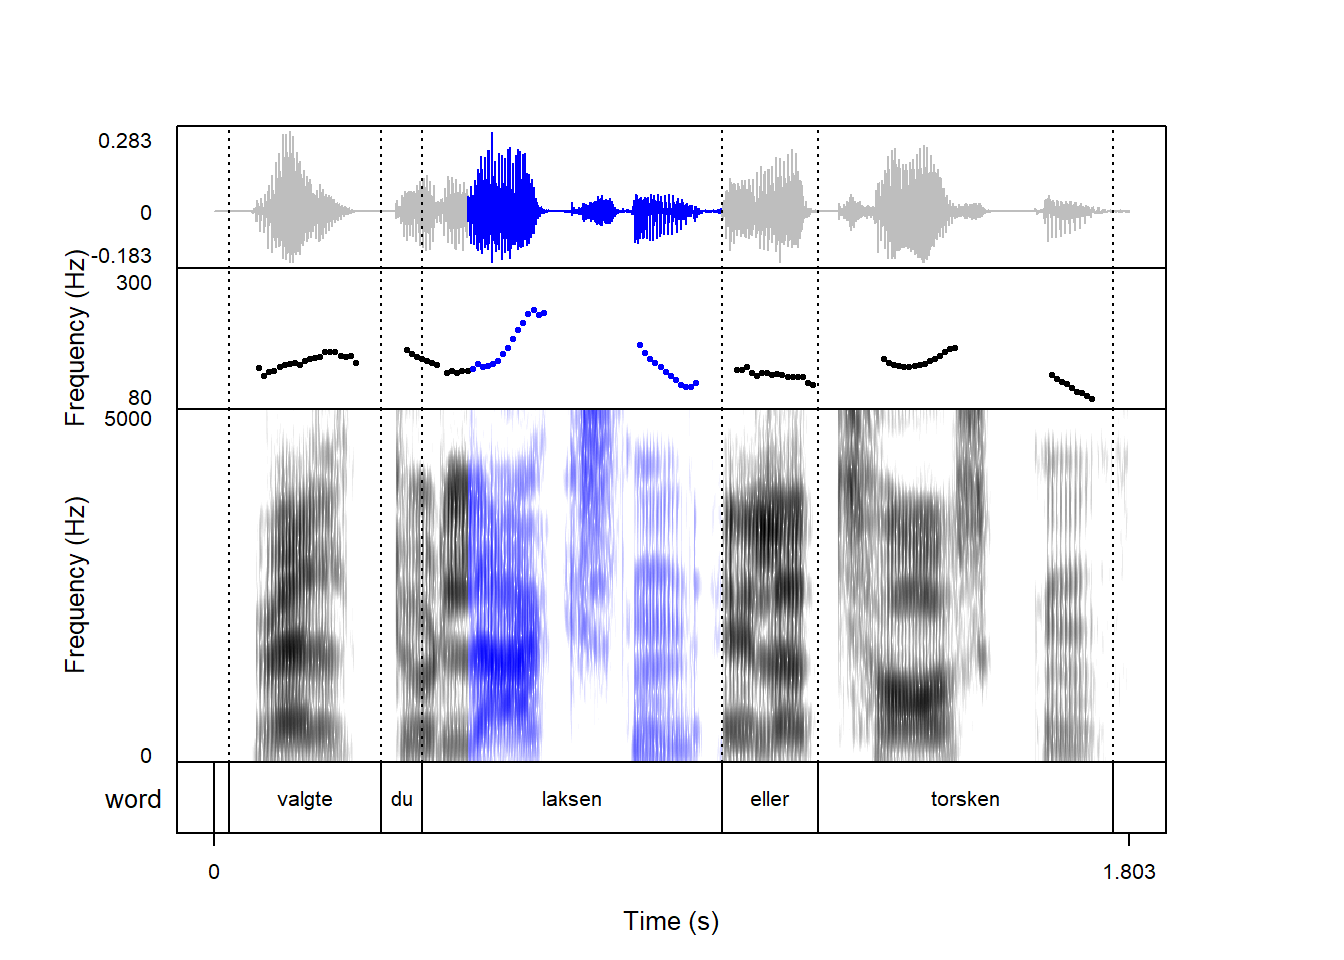 0.283
0
-0.183
Frequency (Hz)
300
80
Frequency (Hz)
5000
0
word
valgte
du
laksen
eller
torsken
0
1.803
Time (s)